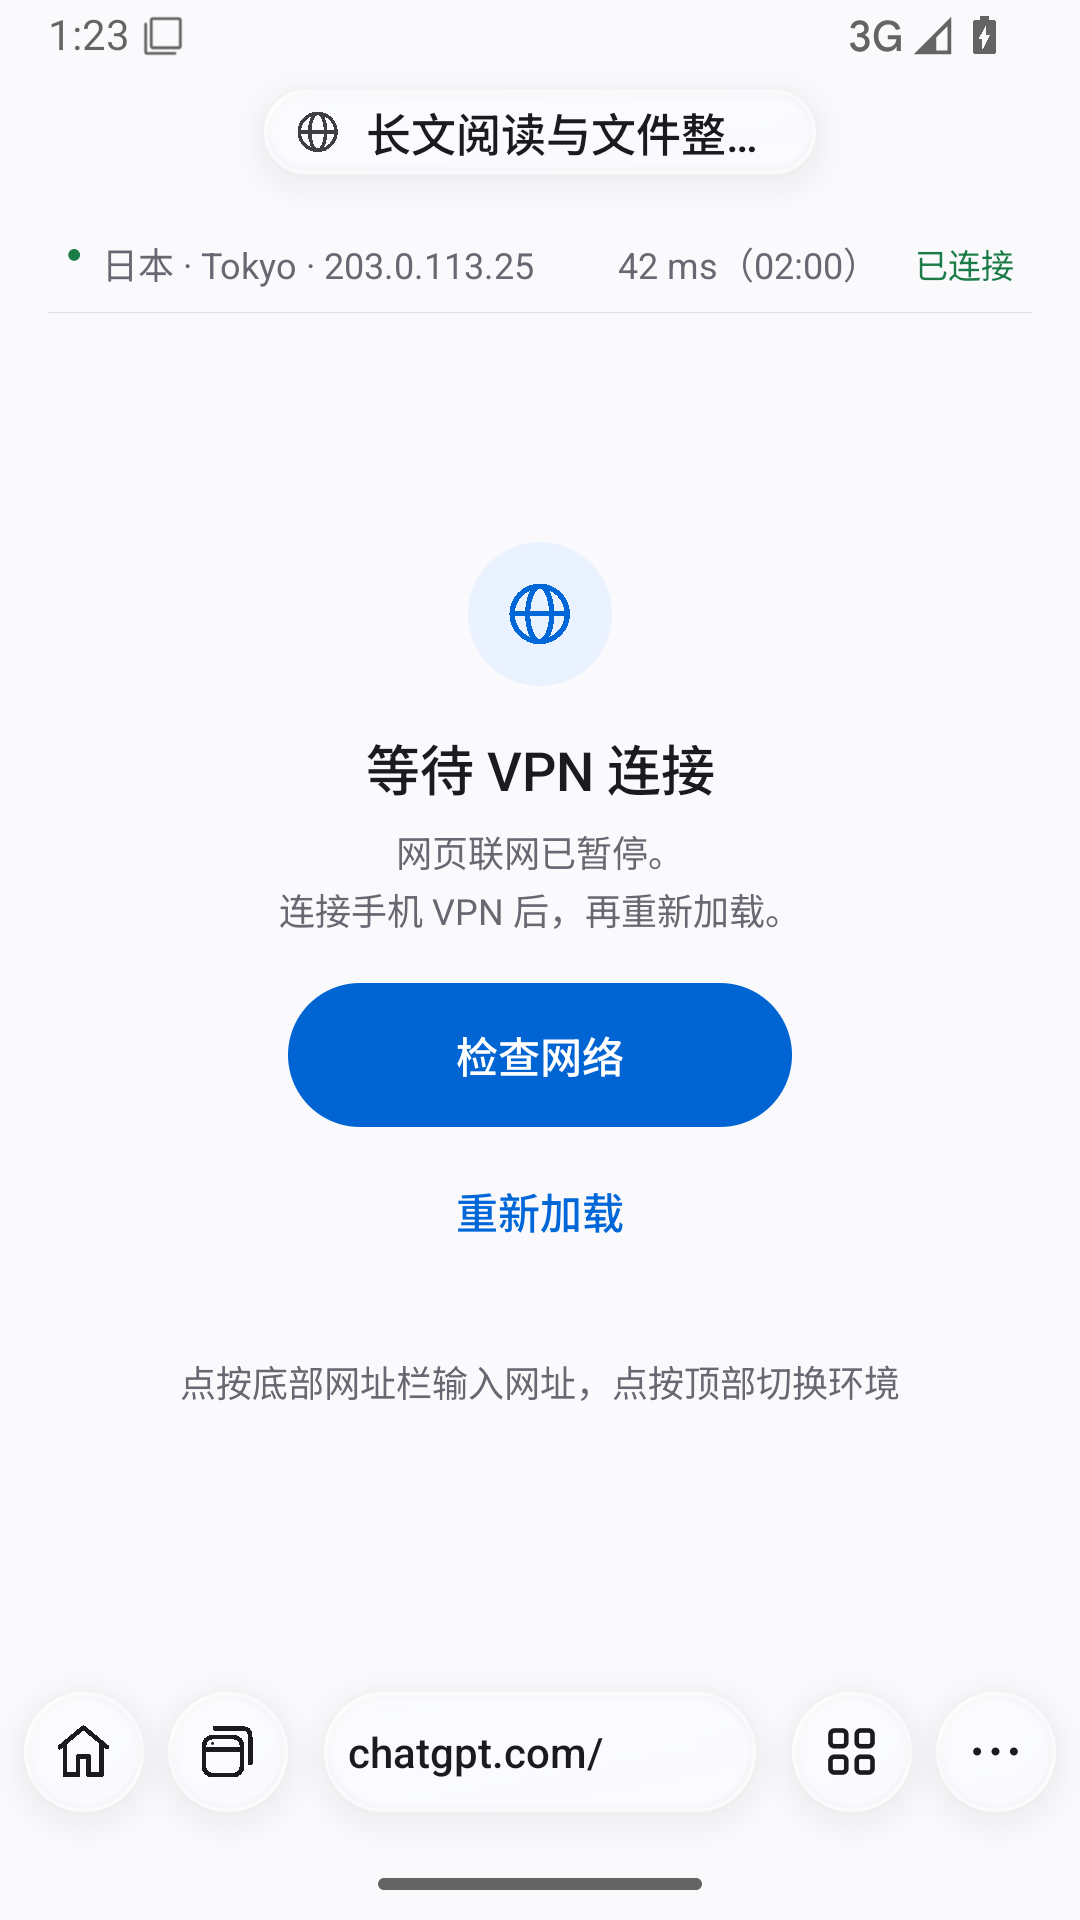 1:23
3G
长文阅读与文件整...
日本 · Tokyo · 203.0.113.25
42 ms（02:00）
已连接
等待 VPN 连接
网页联网已暂停。
连接手机 VPN 后，再重新加载。
检查网络
重新加载
点按底部网址栏输入网址，点按顶部切换环境
chatgpt.com/